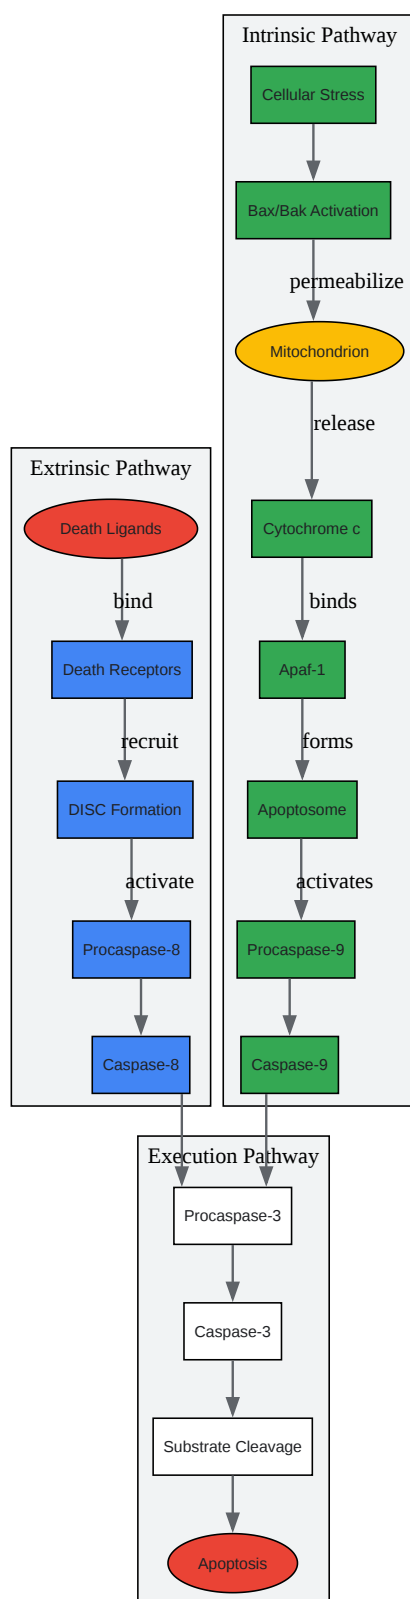 Intrinsic Pathway
Cellular Stress
Bax/Bak Activation
permeabilize
Mitochondrion
release
Cytochrome c
binds
Apaf-1
forms
Apoptosome
activates
Procaspase-9
Caspase-9
Extrinsic Pathway
Death Ligands
bind
Death Receptors
recruit
DISC Formation
activate
Procaspase-8
Caspase-8
Execution Pathway
Procaspase-3
Caspase-3
Substrate Cleavage
Apoptosis